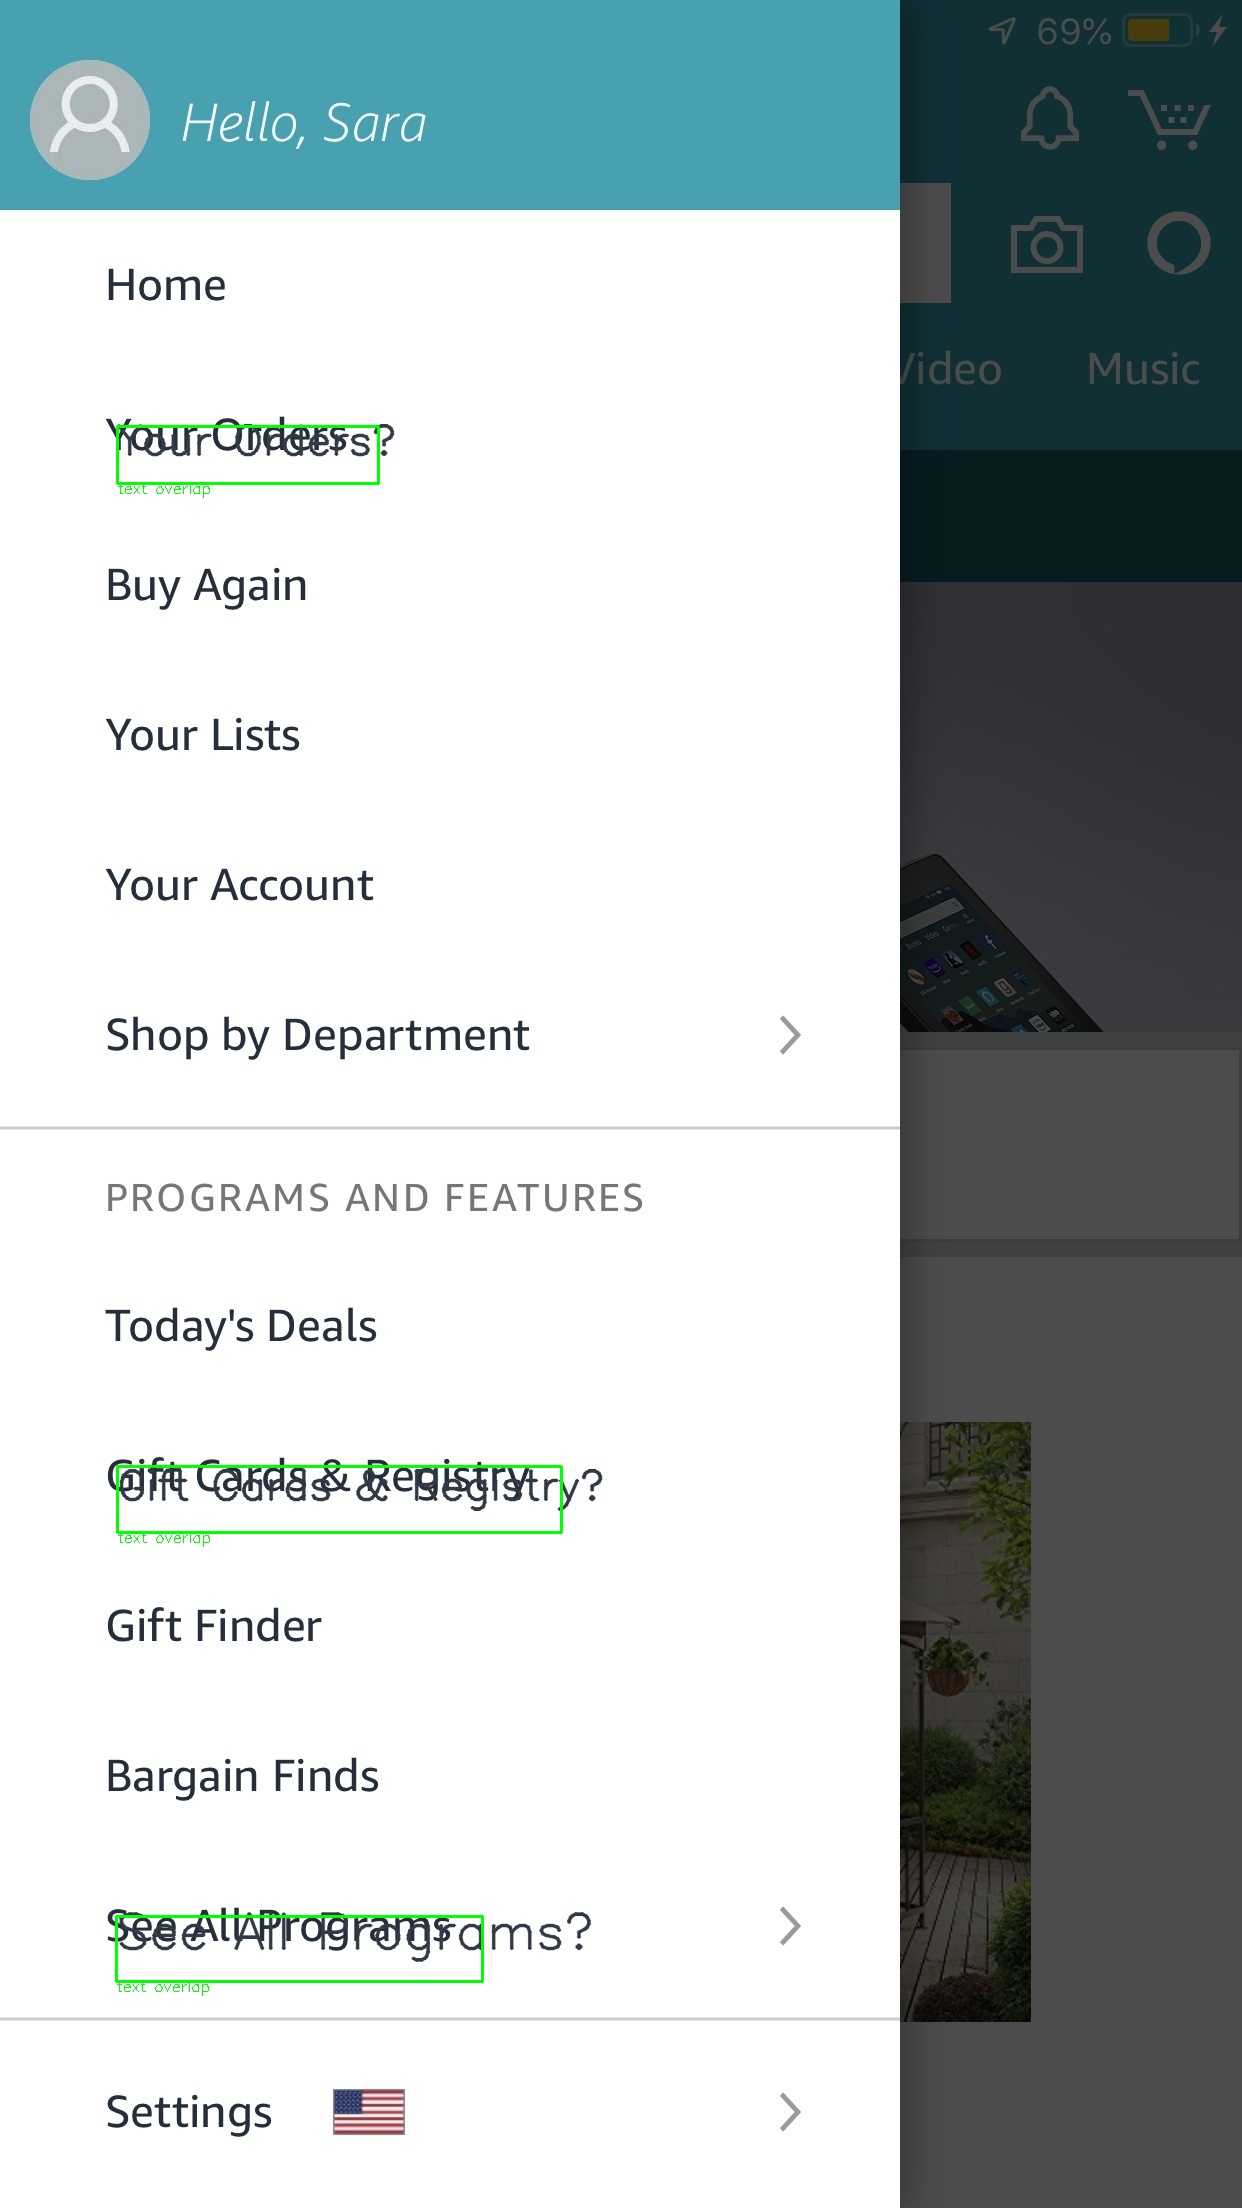 69%
Hello, Sara
Video
Music
Home
Your Orders
Your Orders?
text overlap
Buy Again
Your Lists
Your Account
Shop by Department
PROGRAMS AND FEATURES
Today's Deals
Gift Cards & Registry
Gift Cards & Registry?
text overlap
Gift Finder
Bargain Finds
See All Programs
See All Programs?
text overlap
Settings